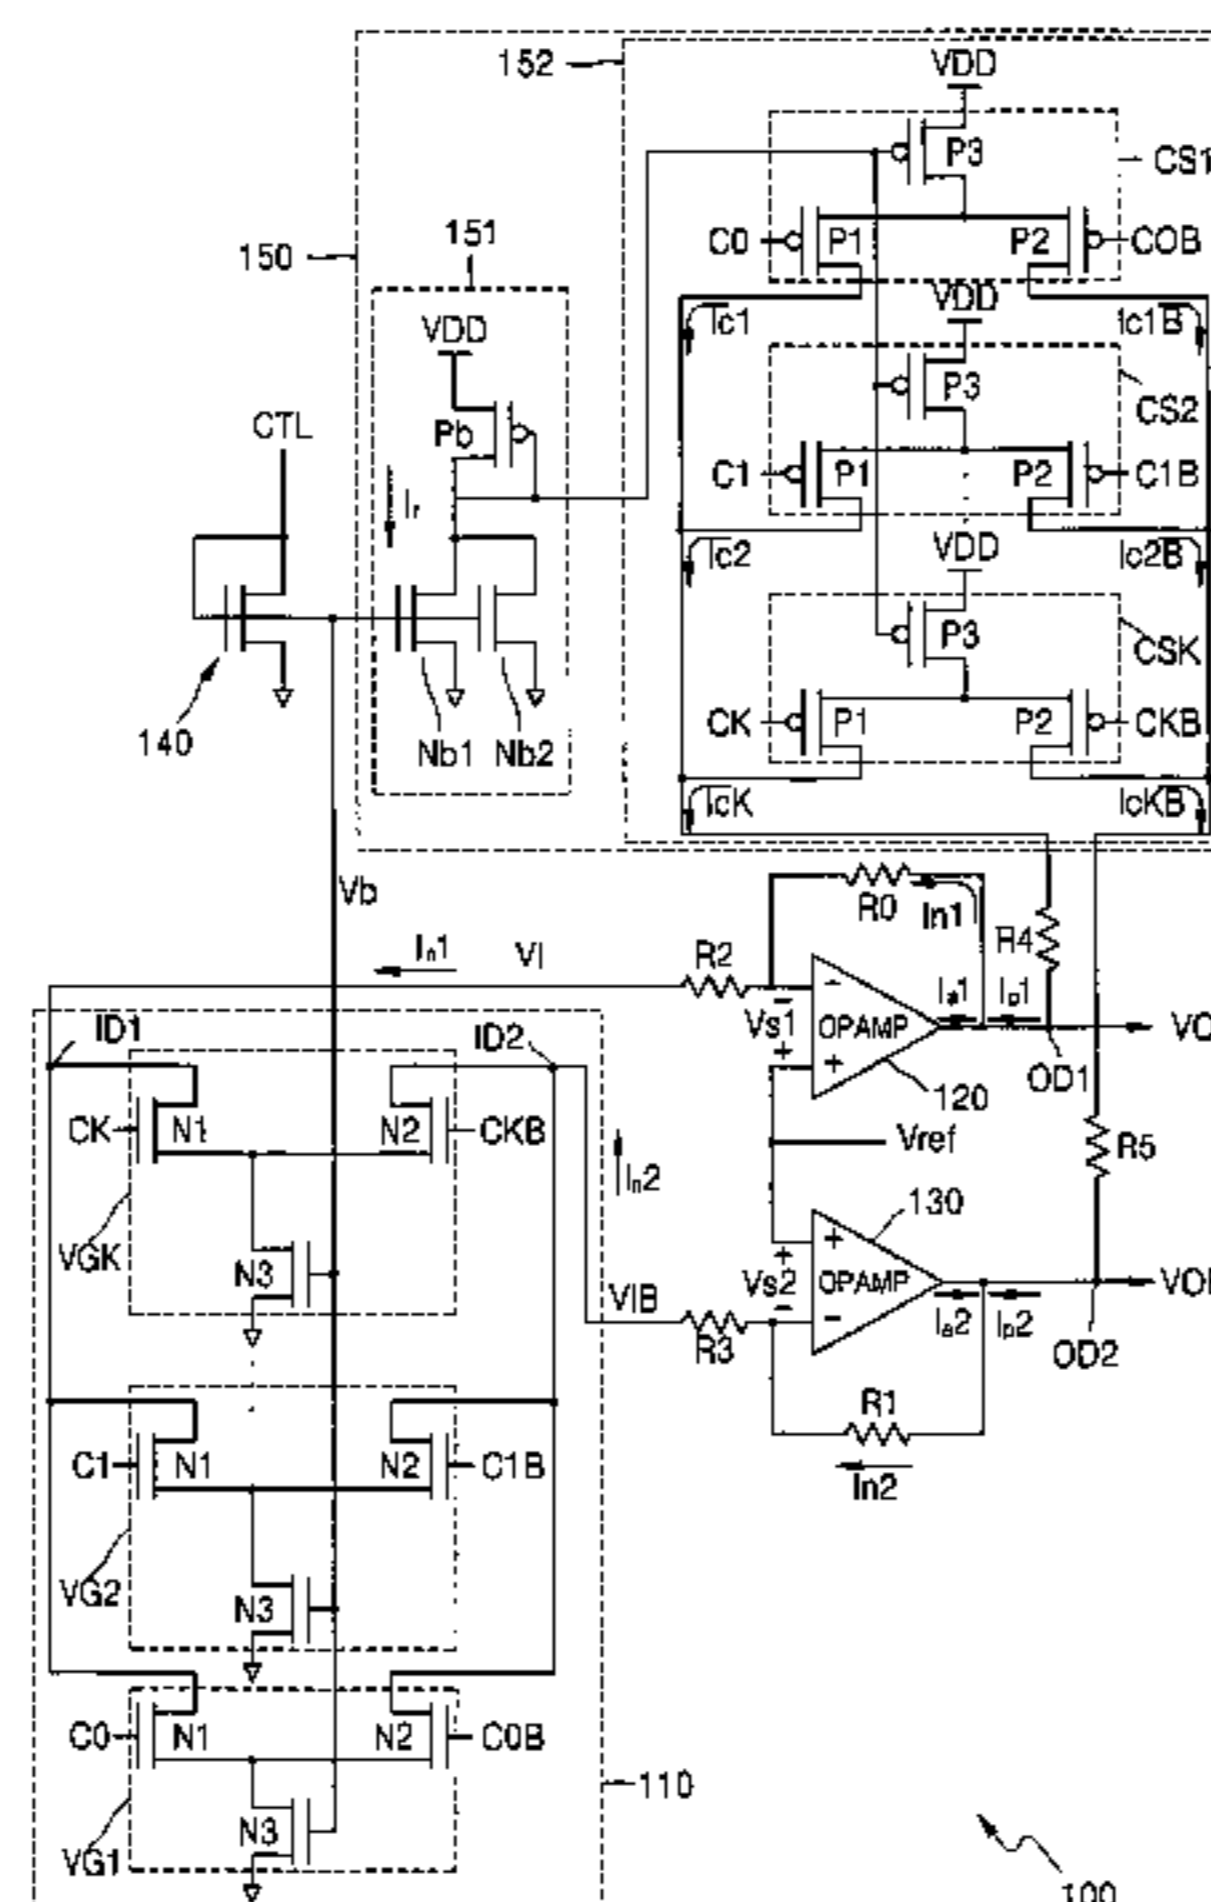 152
VDD
P3
CS1
C0
P1
P2
C0B
151
150
VDD
Ic1
Ic1B
VDD
P3
CS2
Pb
CTL
C1
P1
P2
C1B
Ir
VDD
Ic2
Ic2B
P3
CSK
CK
P1
P2
CKB
140
Nb1
Nb2
IcK
IcKB
Vb
R0
In1
R4
In1
VI
R2
-
Vs1
OPAMP
Ia1
Ip1
+
+
ID1
ID2
OD1
120
CK
N1
N2
CKB
Vref
R5
In2
130
VGK
N3
+
+
Vs2
OPAMP
VIB
-
R3
Ia2
Ip2
OD2
R1
C1
N1
N2
C1B
In2
VG2
N3
C0
N1
N2
C0B
110
N3
VG1
100